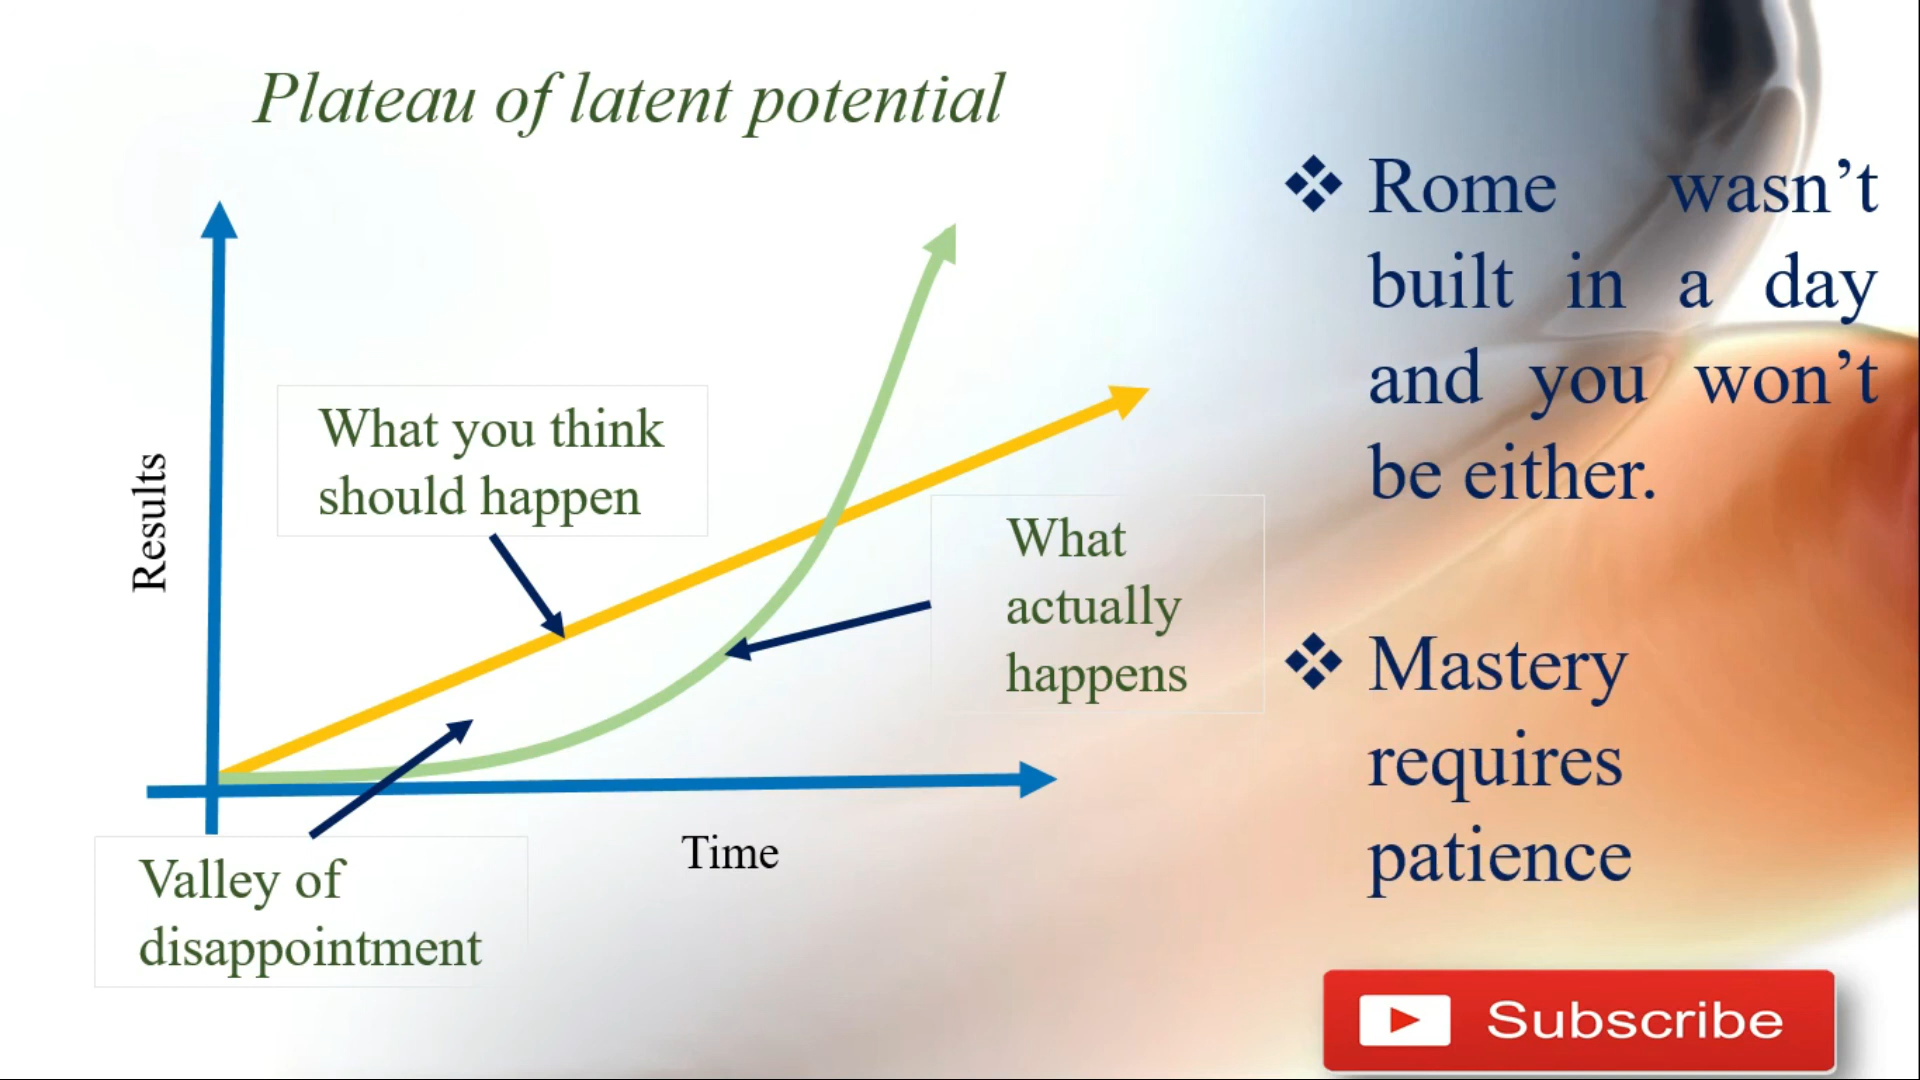 Plateau of latent potential
What you think
should happen
Results
What
actually
happens
Time
Valley of
disappointment
Rome wasn’t
built in a day
and you won’t
be either.
Mastery
requires
patience
Subscribe